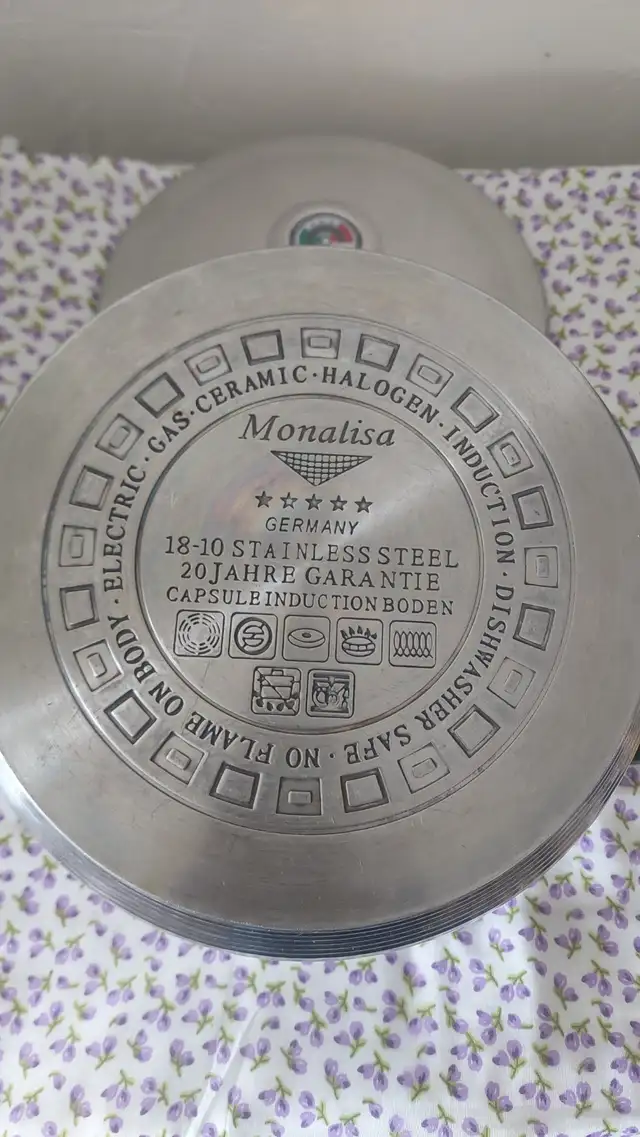 Monalisa
GERMANY
18-10 STAINLESS STEEL
20 JAHRE GARANTIE
CAPSULE INDUCTION BODEN
ELECTRIC · GAS · CERAMIC · HALOGEN · INDUCTION · DISHWASHER SAFE · NO FLAME ON BODY ·